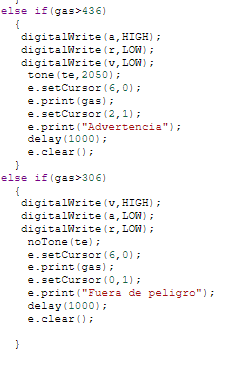 else if(gas>436)
{
digitalWrite(a,HIGH);
digitalWrite(r,LOW);
digitalWrite(v,LOW);
tone(te,2050);
e.setCursor(6,0);
e.print(gas);
e.setCursor(2,1);
e.print("Advertencia");
delay(1000);
e.clear();
}
else if(gas>306)
{
digitalWrite(v,HIGH);
digitalWrite(a,LOW);
digitalWrite(r,LOW);
noTone(te);
e.setCursor(6,0);
e.print(gas);
e.setCursor(0,1);
e.print("Fuera de peligro");
delay(1000);
e.clear();
}